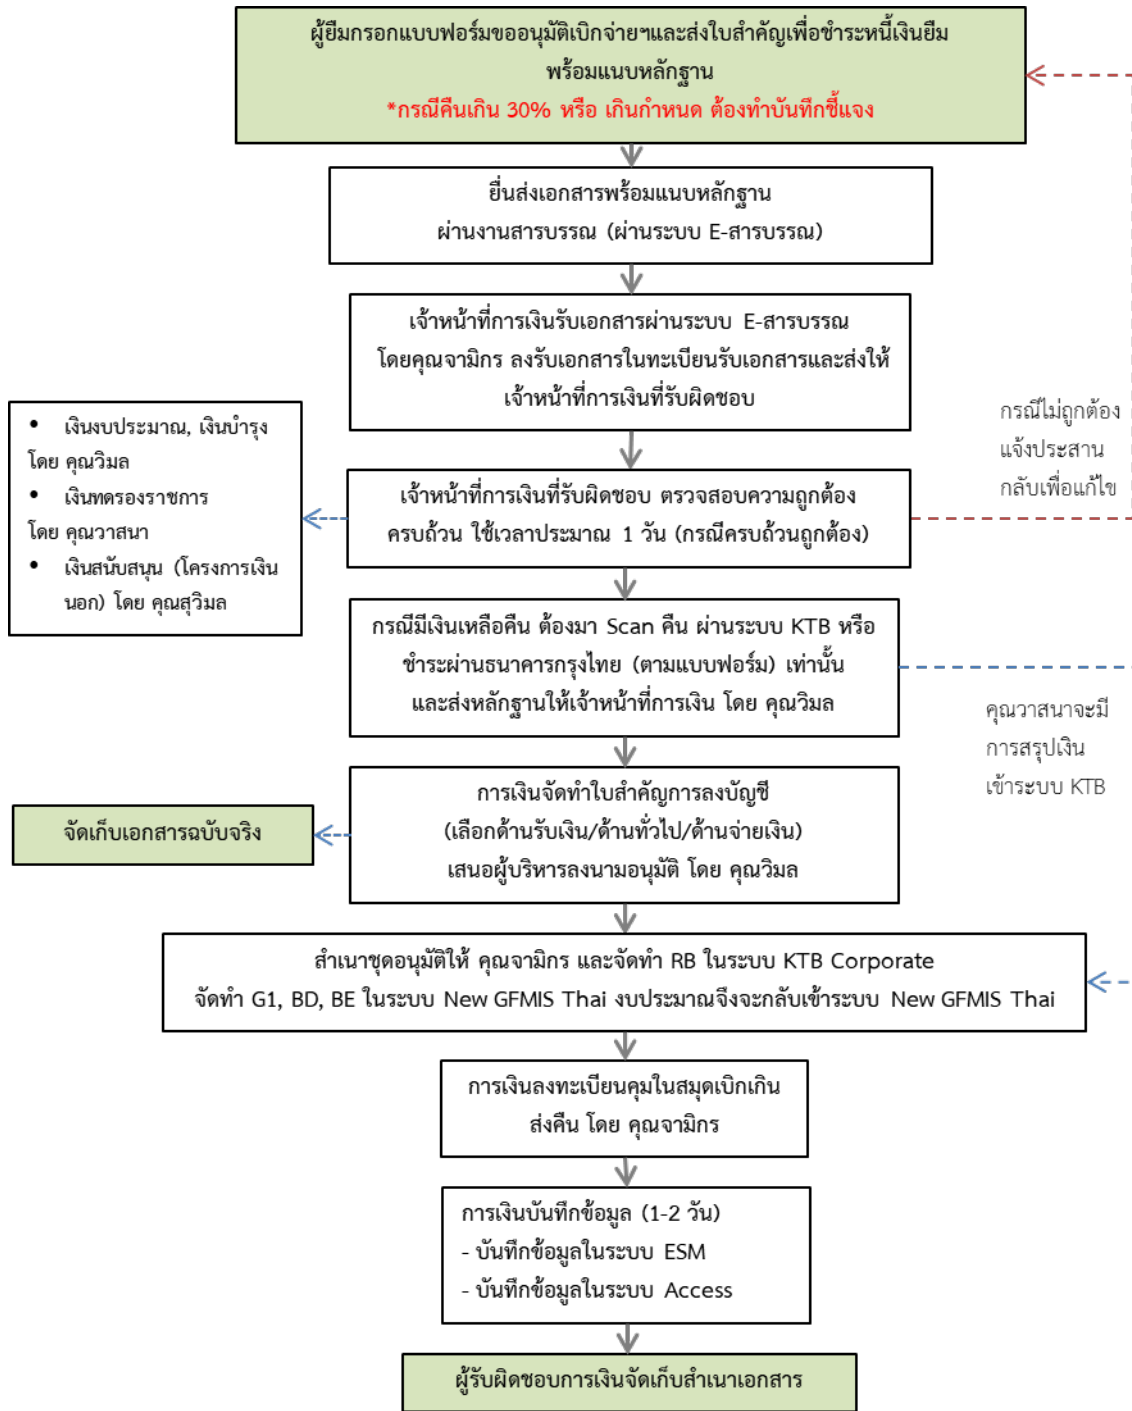 ผู้ยืมกรอกแบบฟอร์มขออนุมัติเบิกจ่ายฯและส่งใบสำคัญเพื่อชำระหนี้เงินยืม
พร้อมแนบหลักฐาน
*กรณีคืนเกิน 30% หรือ เกินกำหนด ต้องทำบันทึกชี้แจง
ยื่นส่งเอกสารพร้อมแนบหลักฐาน
ผ่านงานสารบรรณ (ผ่านระบบ E-สารบรรณ)
เจ้าหน้าที่การเงินรับเอกสารผ่านระบบ E-สารบรรณ
โดยคุณจามิกร ลงรับเอกสารในทะเบียนรับเอกสารและส่งให้
เจ้าหน้าที่การเงินที่รับผิดชอบ
กรณีไม่ถูกต้อง
แจ้งประสาน
กลับเพื่อแก้ไข
• เงินงบประมาณ, เงินบำรุง
โดย คุณวิมล
• เงินทดรองราชการ
โดย คุณวาสนา
• เงินสนับสนุน (โครงการเงิน
นอก) โดย คุณสุวิมล
เจ้าหน้าที่การเงินที่รับผิดชอบ ตรวจสอบความถูกต้อง
ครบถ้วน ใช้เวลาประมาณ 1 วัน (กรณีครบถ้วนถูกต้อง)
กรณีมีเงินเหลือคืน ต้องมา Scan คืน ผ่านระบบ KTB หรือ
ชำระผ่านธนาคารกรุงไทย (ตามแบบฟอร์ม) เท่านั้น
และส่งหลักฐานให้เจ้าหน้าที่การเงิน โดย คุณวิมล
คุณวาสนาจะมี
การสรุปเงิน
เข้าระบบ KTB
การเงินจัดทำใบสำคัญการลงบัญชี
(เลือกด้านรับเงิน/ด้านทั่วไป/ด้านจ่ายเงิน)
เสนอผู้บริหารลงนามอนุมัติ โดย คุณวิมล
จัดเก็บเอกสารฉบับจริง
สำเนาชุดอนุมัติให้ คุณจามิกร และจัดทำ RB ในระบบ KTB Corporate
จัดทำ G1, BD, BE ในระบบ New GFMIS Thai งบประมาณจึงจะกลับเข้าระบบ New GFMIS Thai
การเงินลงทะเบียนคุมในสมุดเบิกเกิน
ส่งคืน โดย คุณจามิกร
การเงินบันทึกข้อมูล (1-2 วัน)
- บันทึกข้อมูลในระบบ ESM
- บันทึกข้อมูลในระบบ Access
ผู้รับผิดชอบการเงินจัดเก็บสำเนาเอกสาร